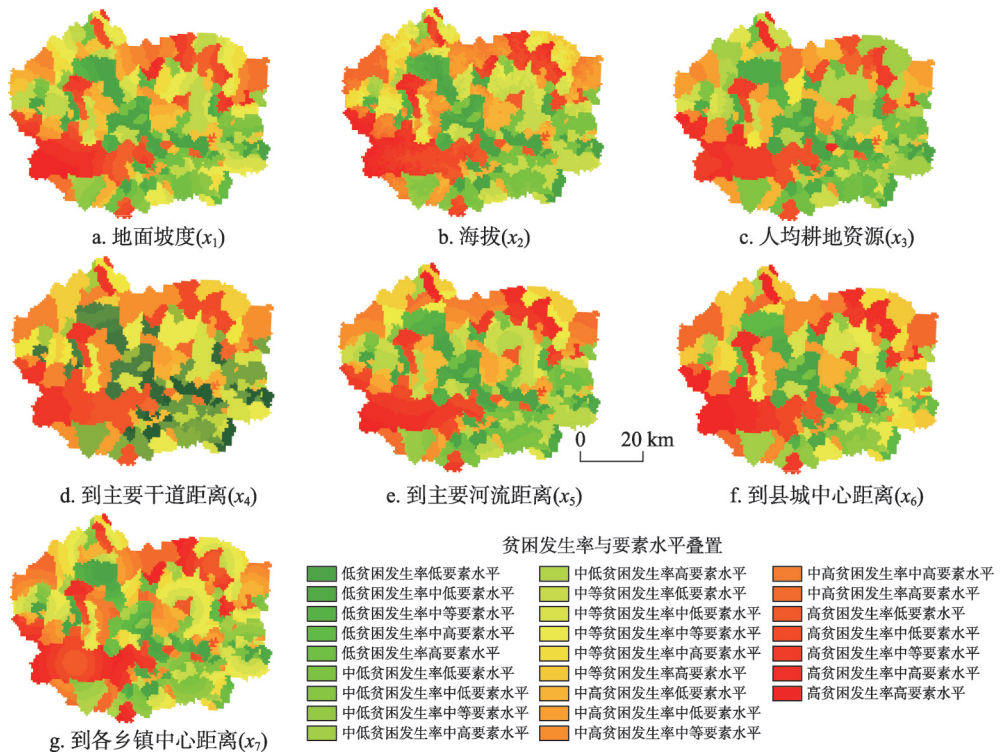 a. 地面坡度(x₁)
b. 海拔(x₂)
c. 人均耕地资源(x₃)
d. 到主要干道距离(x₄)
e. 到主要河流距离(x₅)
0 20 km
f. 到县城中心距离(x₆)
g. 到各乡镇中心距离(x₇)
贫困发生率与要素水平叠置
低贫困发生率低要素水平
低贫困发生率中低要素水平
低贫困发生率中等要素水平
低贫困发生率中高要素水平
低贫困发生率高要素水平
中低贫困发生率低要素水平
中低贫困发生率中低要素水平
中低贫困发生率中等要素水平
中低贫困发生率中高要素水平
中低贫困发生率高要素水平
中等贫困发生率低要素水平
中等贫困发生率中低要素水平
中等贫困发生率中等要素水平
中等贫困发生率中高要素水平
中等贫困发生率高要素水平
中高贫困发生率低要素水平
中高贫困发生率中低要素水平
中高贫困发生率中等要素水平
中高贫困发生率中高要素水平
中高贫困发生率高要素水平
高贫困发生率低要素水平
高贫困发生率中低要素水平
高贫困发生率中等要素水平
高贫困发生率中高要素水平
高贫困发生率高要素水平